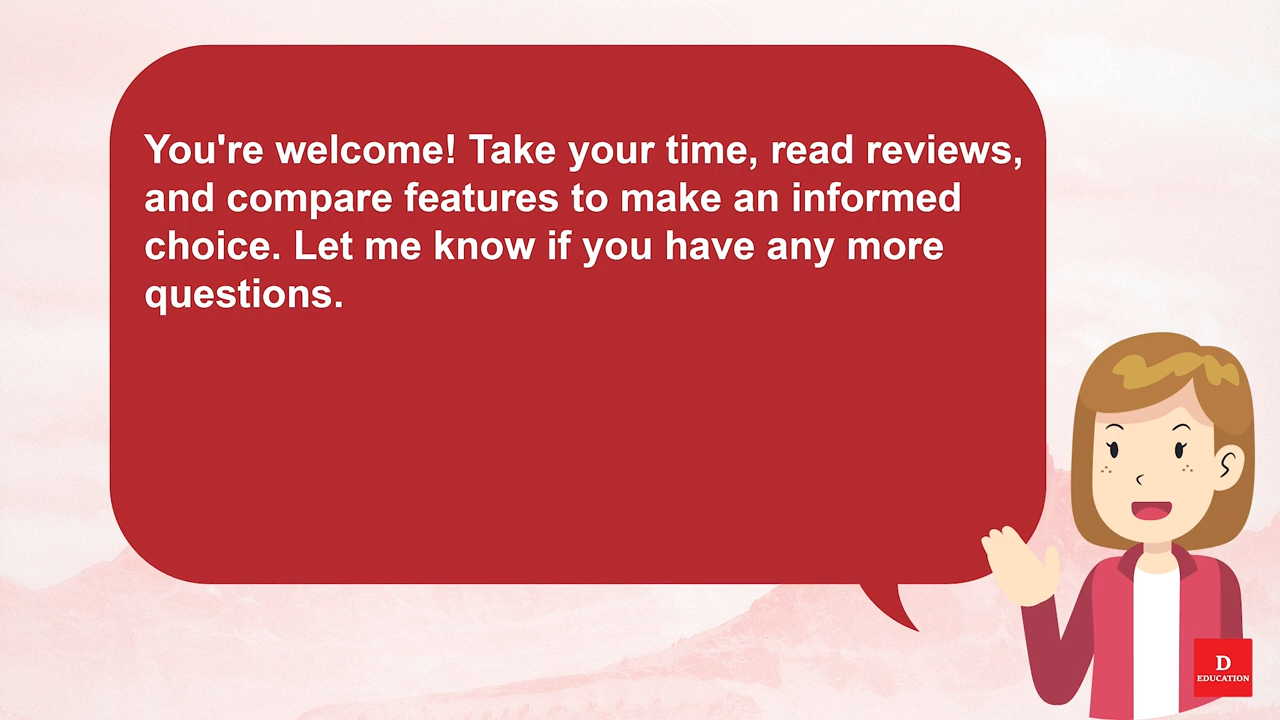 You're welcome! Take your time, read reviews,
and compare features to make an informed
choice. Let me know if you have any more
questions.
D
EDUCATION